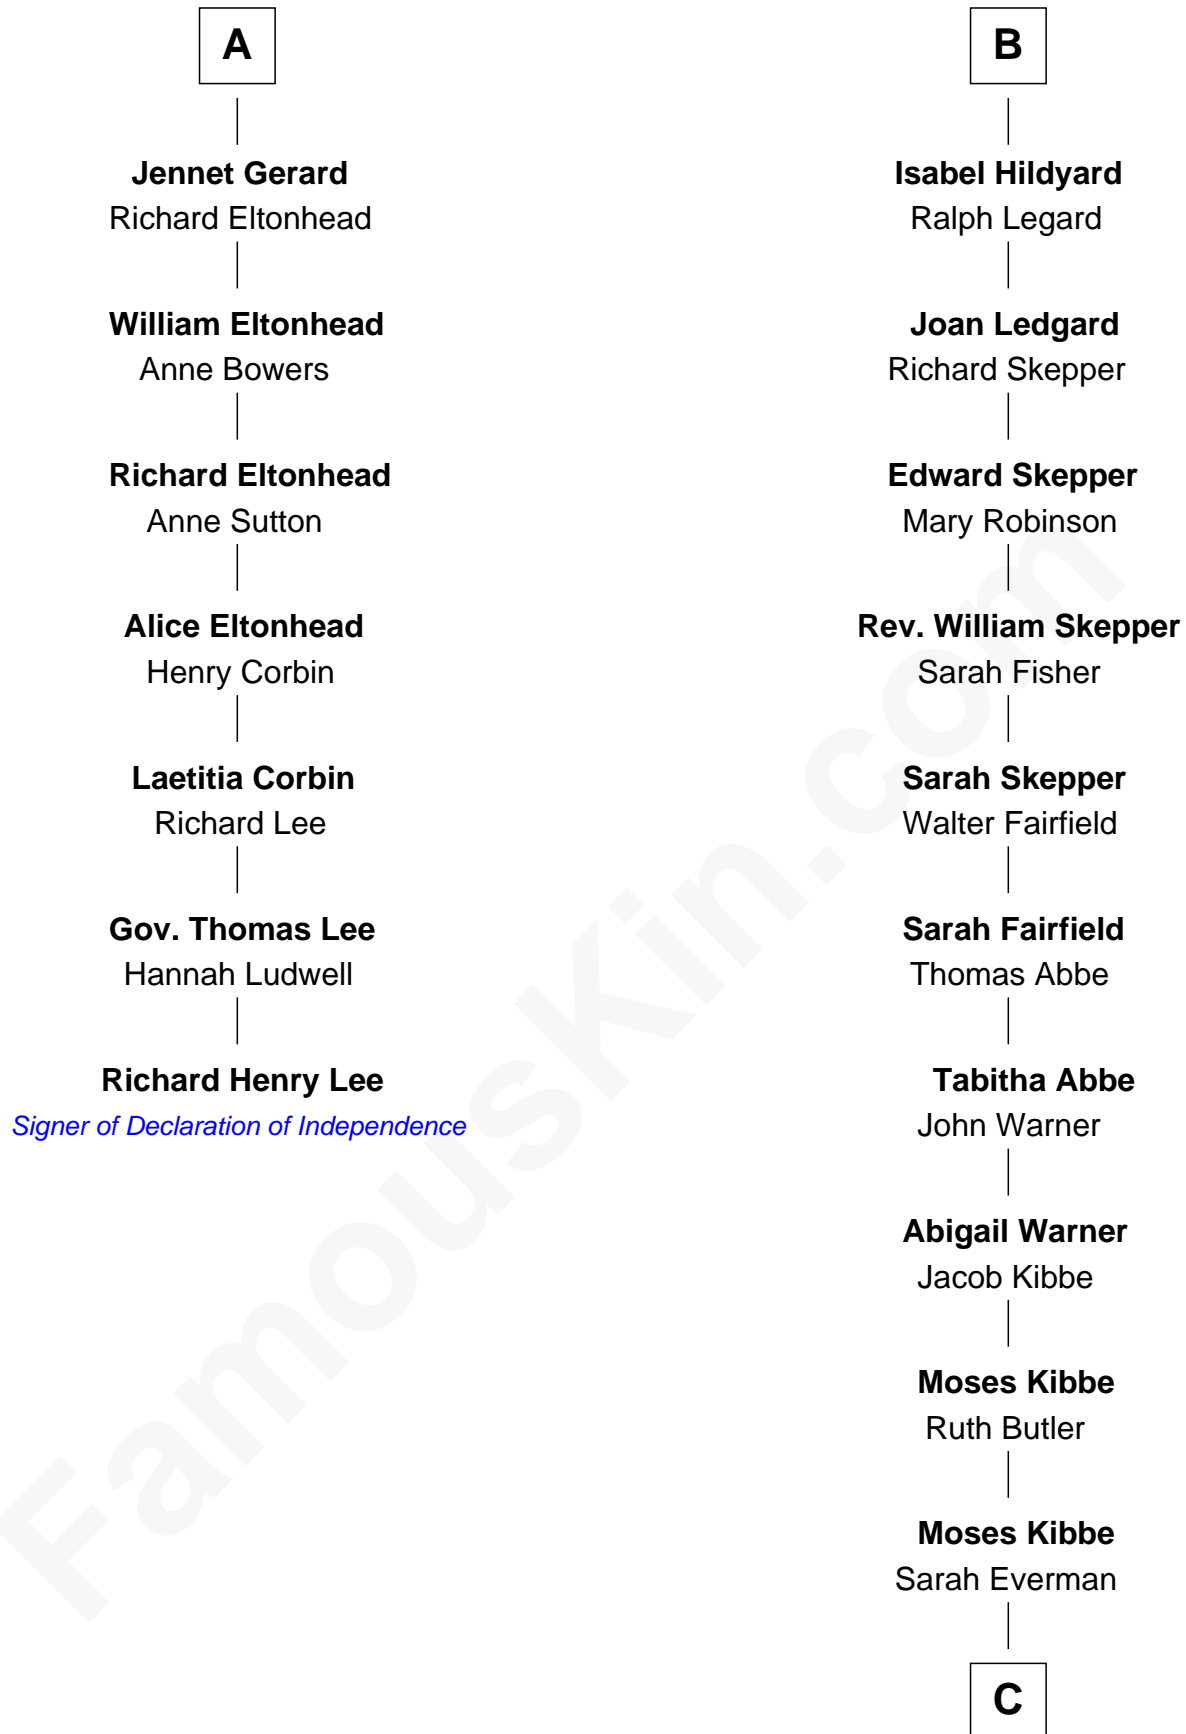 A
Jennet Gerard
Richard Eltonhead
William Eltonhead
Anne Bowers
Richard Eltonhead
Anne Sutton
Alice Eltonhead
Henry Corbin
Laetitia Corbin
Richard Lee
Gov. Thomas Lee
Hannah Ludwell
Richard Henry Lee
Signer of Declaration of Independence
B
Isabel Hildyard
Ralph Legard
Joan Ledgard
Richard Skepper
Edward Skepper
Mary Robinson
Rev. William Skepper
Sarah Fisher
Sarah Skepper
Walter Fairfield
Sarah Fairfield
Thomas Abbe
Tabitha Abbe
John Warner
Abigail Warner
Jacob Kibbe
Moses Kibbe
Ruth Butler
Moses Kibbe
Sarah Everman
C
FamousKin.com